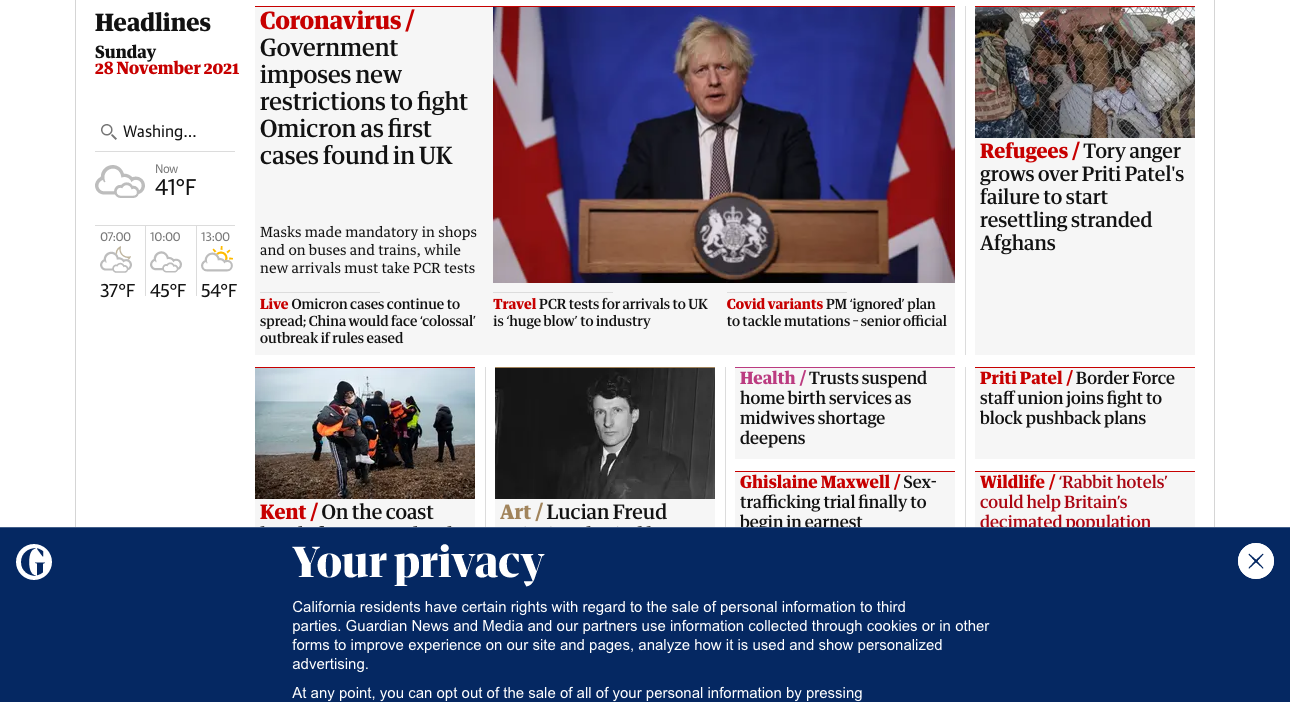 Headlines
Sunday
28 November 2021
Washing...
Now
41°F
07:00
10:00
13:00
37°F
45°F
54°F
Coronavirus /
Government
imposes new
restrictions to fight
Omicron as first
cases found in UK
Masks made mandatory in shops
and on buses and trains, while
new arrivals must take PCR tests
Live Omicron cases continue to
spread; China would face ‘colossal’
outbreak if rules eased
Travel PCR tests for arrivals to UK
is ‘huge blow’ to industry
Covid variants PM ‘ignored’ plan
to tackle mutations – senior official
Refugees / Tory anger
grows over Priti Patel's
failure to start
resettling stranded
Afghans
Kent / On the coast
Art / Lucian Freud
Health / Trusts suspend
home birth services as
midwives shortage
deepens
Ghislaine Maxwell / Sex-
trafficking trial finally to
begin in earnest
Priti Patel / Border Force
staff union joins fight to
block pushback plans
Wildlife / ‘Rabbit hotels’
could help Britain’s
decimated population
Your privacy
California residents have certain rights with regard to the sale of personal information to third
parties. Guardian News and Media and our partners use information collected through cookies or in other
forms to improve experience on our site and pages, analyze how it is used and show personalized
advertising.
At any point, you can opt out of the sale of all of your personal information by pressing